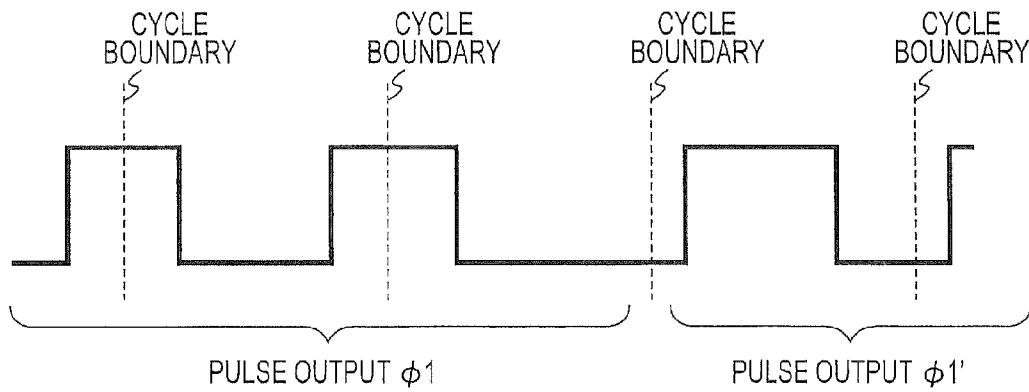 CYCLE
BOUNDARY
CYCLE
BOUNDARY
CYCLE
BOUNDARY
CYCLE
BOUNDARY
PULSE OUTPUT ϕ1
PULSE OUTPUT ϕ1'